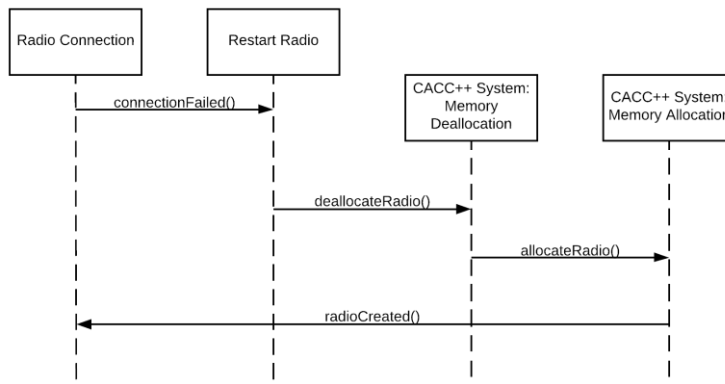 Radio Connection
Restart Radio
CACC++ System:
Memory
Deallocation
CACC++ System:
Memory Allocation
connectionFailed()
deallocateRadio()
allocateRadio()
radioCreated()